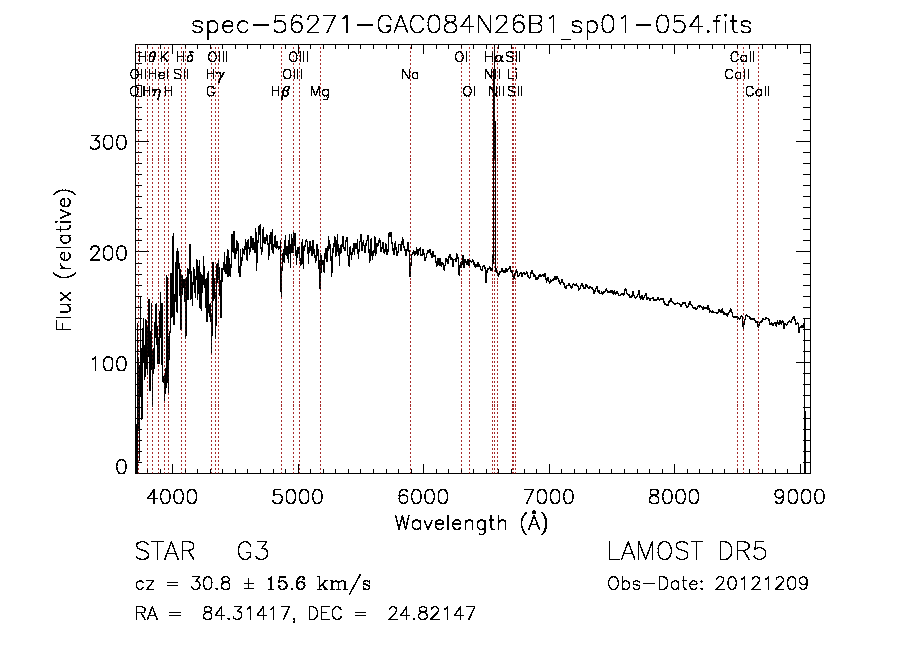 spec-56271-GAC084N26B1_sp01-054.fits
Hθ K Hδ OIII OIII OI Hα SII CaII
OII HeI SII Hγ OIII Na NII Li CaII
Hη H G Hβ Mg OI NII SII CaII
300
200
100
0
Flux (relative)
4000 5000 6000 7000 8000 9000
Wavelength (Å)
STAR G3 LAMOST DR5
cz = 30.8 ± 15.6 km/s Obs-Date: 20121209
RA = 84.31417, DEC = 24.82147